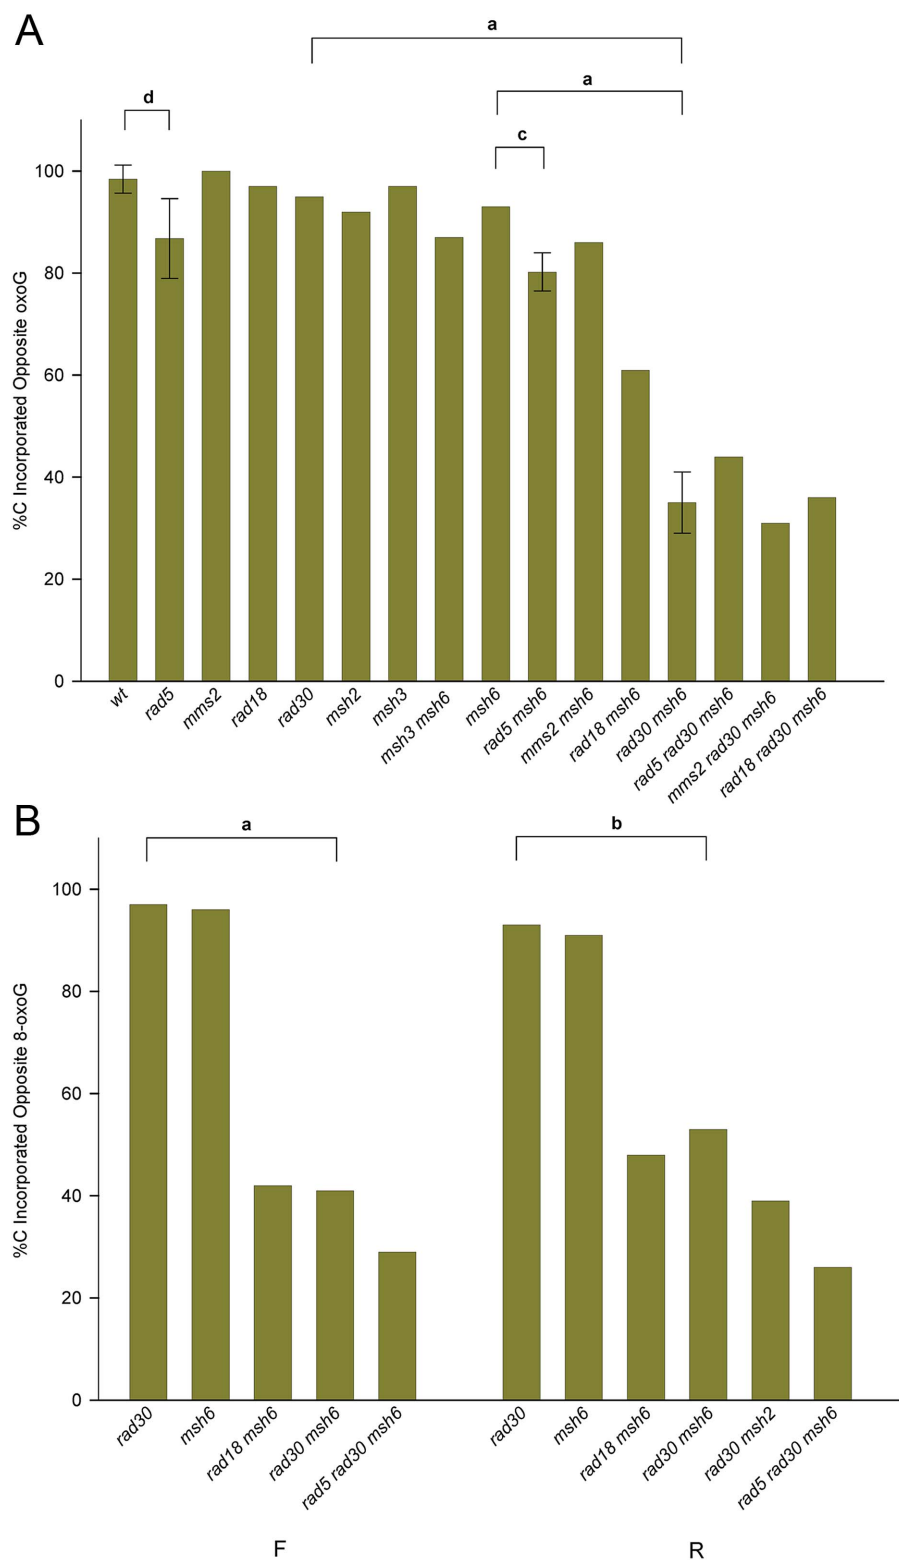 A
a
a
d
c
%C Incorporated Opposite oxoG
100
80
60
40
20
0
wt
rad5
mms2
rad18
rad30
msh2
msh3
msh3 msh6
msh6
rad5 msh6
mms2 msh6
rad18 msh6
rad30 msh6
rad5 rad30 msh6
mms2 rad30 msh6
rad18 rad30 msh6
B
a
b
%C Incorporated Opposite 8-oxoG
100
80
60
40
20
0
rad30
msh6
rad18 msh6
rad30 msh6
rad5 rad30 msh6
rad30
msh6
rad18 msh6
rad30 msh6
rad30 msh2
rad5 rad30 msh6
F
R